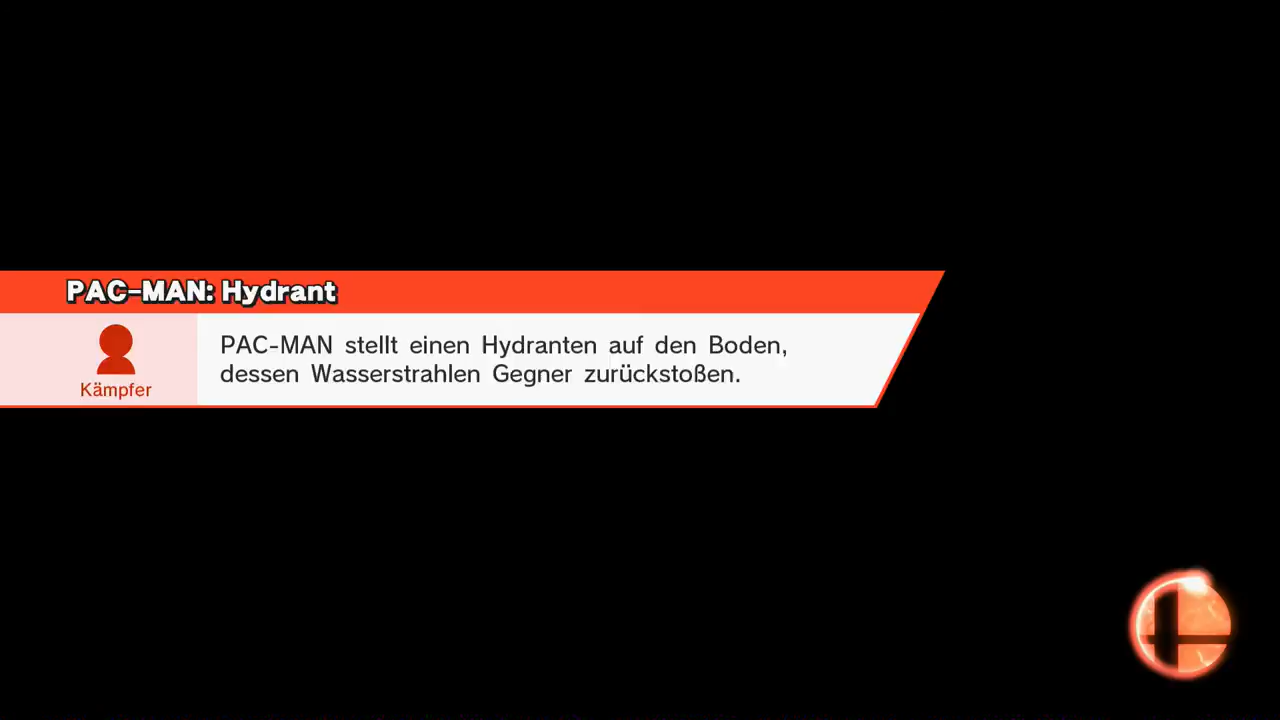 PAC-MAN: Hydrant
Kämpfer
PAC-MAN stellt einen Hydranten auf den Boden,
dessen Wasserstrahlen Gegner zurückstoßen.